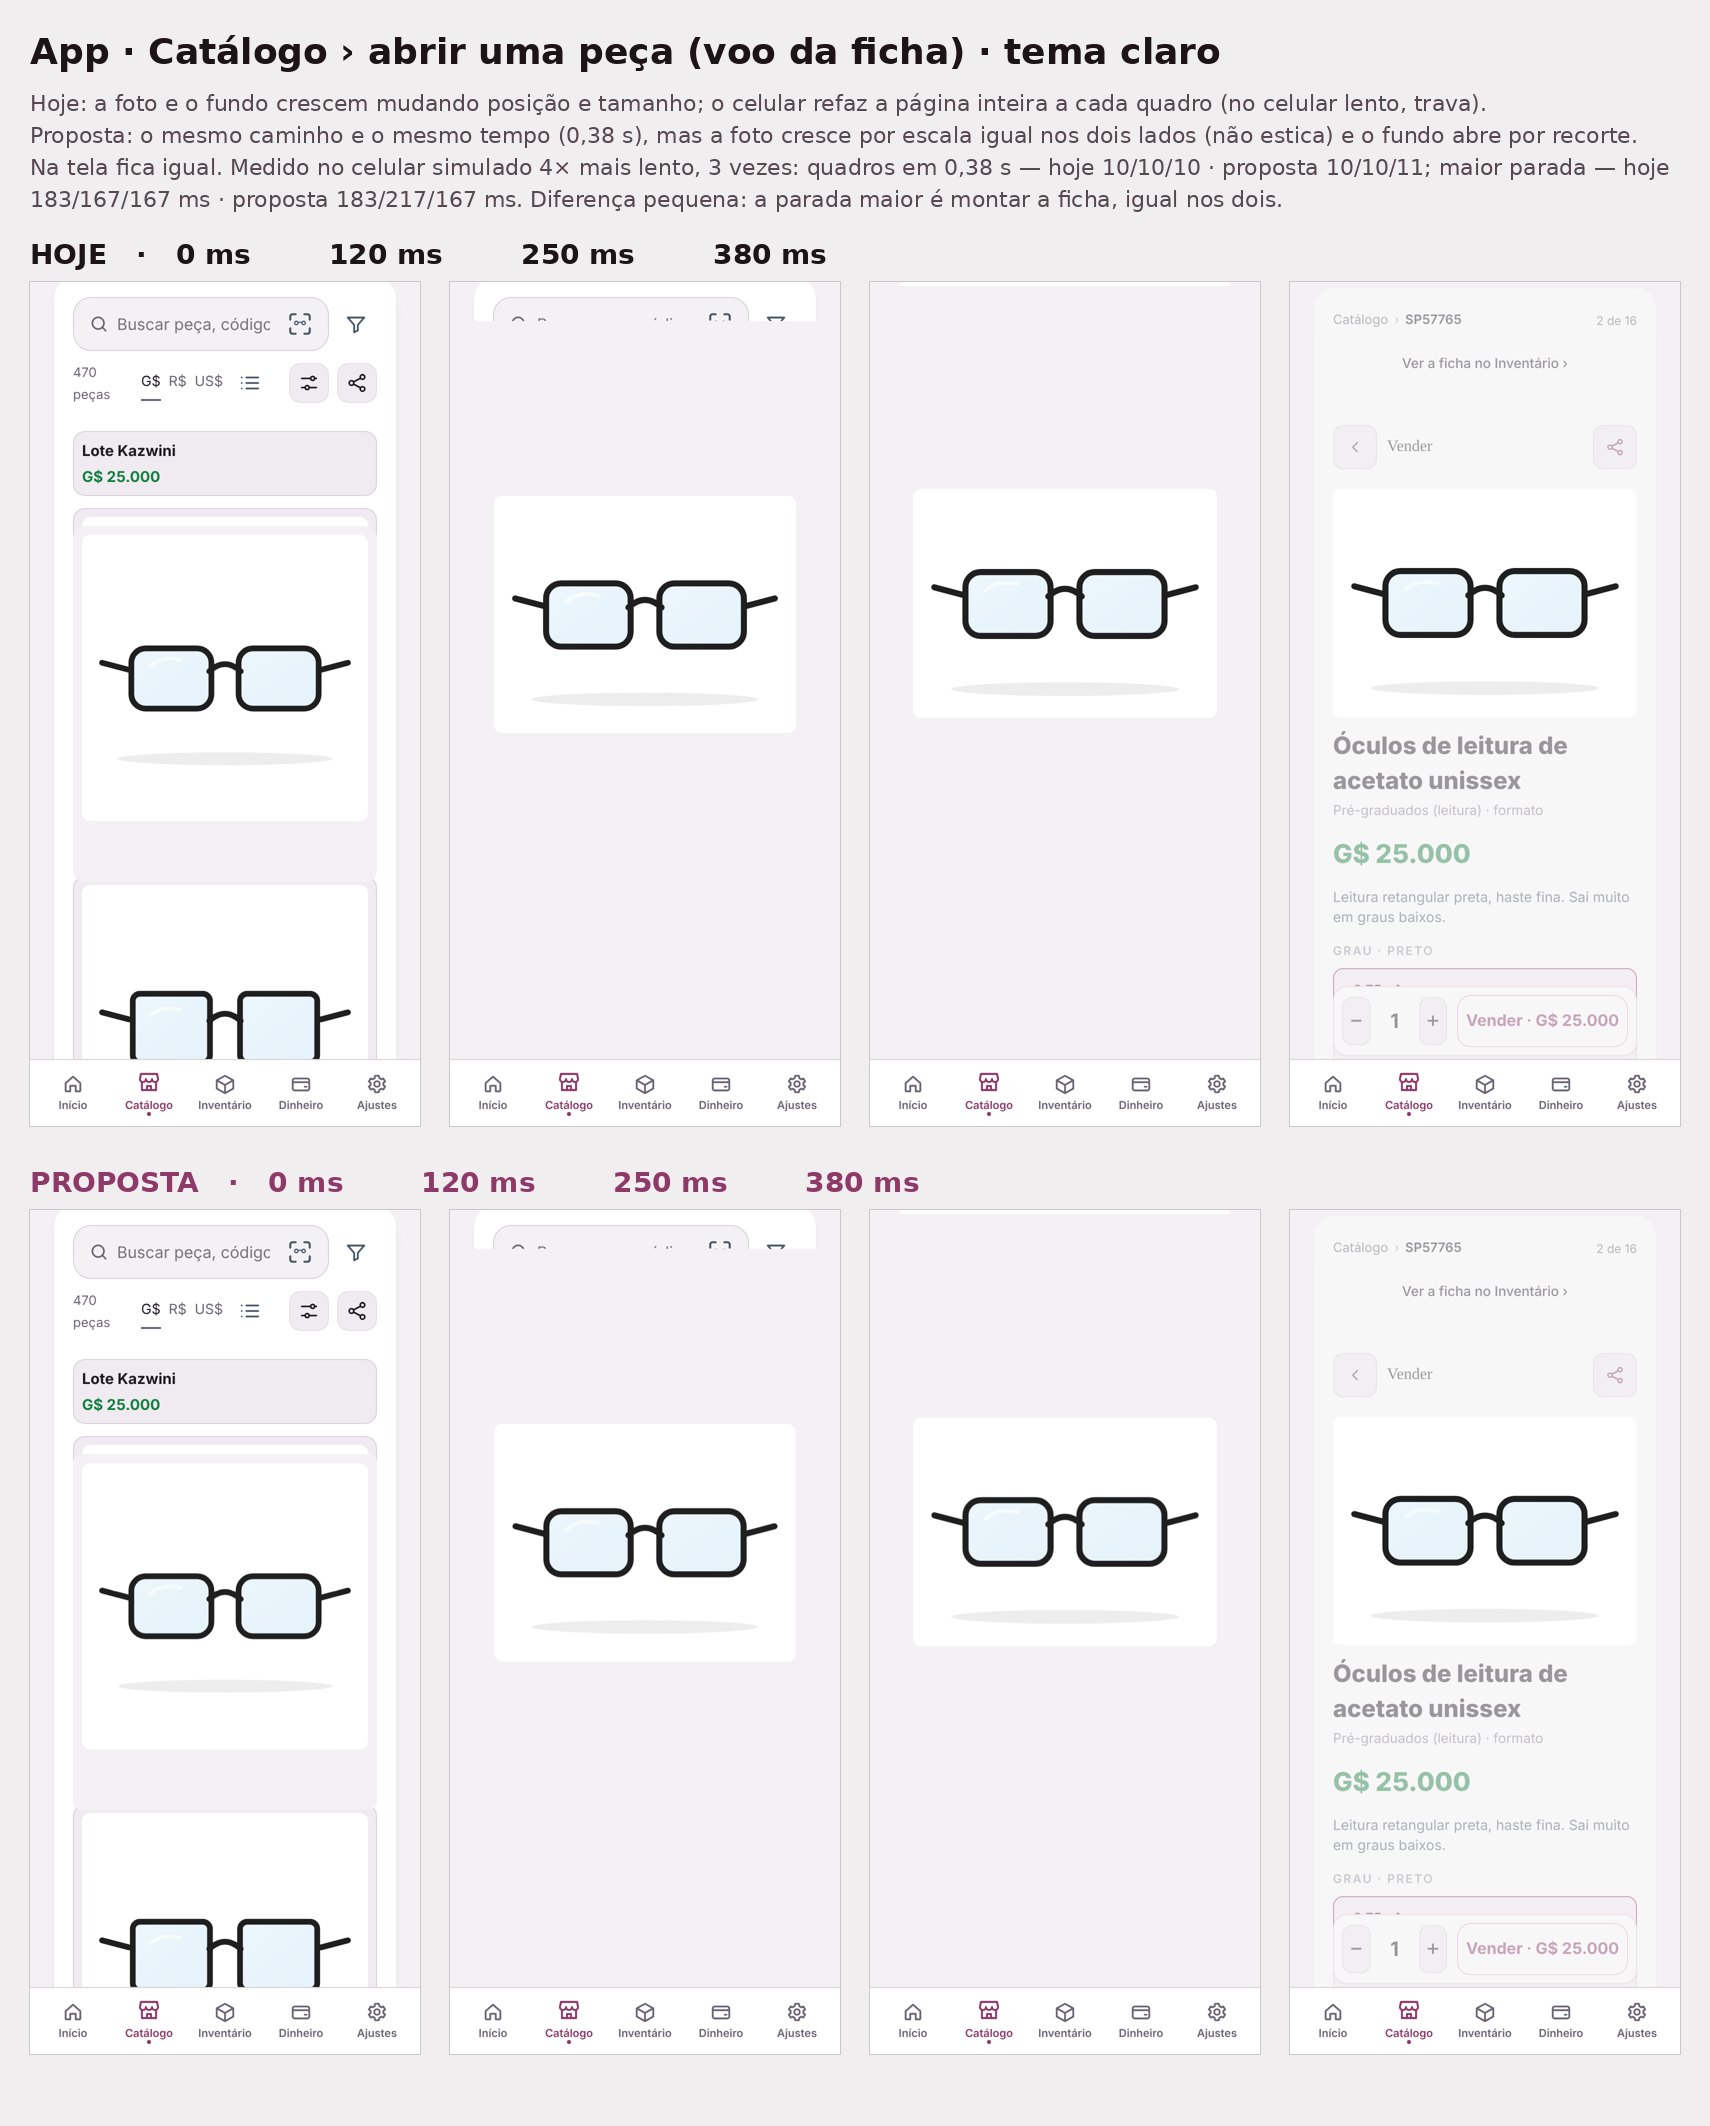 App · Catálogo › abrir uma peça (voo da ficha) · tema claro
Hoje: a foto e o fundo crescem mudando posição e tamanho; o celular refaz a página inteira a cada quadro (no celular lento, trava).
Proposta: o mesmo caminho e o mesmo tempo (0,38 s), mas a foto cresce por escala igual nos dois lados (não estica) e o fundo abre por recorte.
Na tela fica igual. Medido no celular simulado 4× mais lento, 3 vezes: quadros em 0,38 s — hoje 10/10/10 · proposta 10/10/11; maior parada — hoje
183/167/167 ms · proposta 183/217/167 ms. Diferença pequena: a parada maior é montar a ficha, igual nos dois.
HOJE · 0 ms 120 ms 250 ms 380 ms
Buscar peça, código
470
peças
G$ R$ US$
Lote Kazwini
G$ 25.000
Início Catálogo Inventário Dinheiro Ajustes
Início Catálogo Inventário Dinheiro Ajustes
Início Catálogo Inventário Dinheiro Ajustes
Catálogo › SP57765 2 de 16
Ver a ficha no Inventário ›
Vender
Óculos de leitura de
acetato unissex
Pré-graduados (leitura) · formato
G$ 25.000
Leitura retangular preta, haste fina. Sai muito
em graus baixos.
GRAU · PRETO
− 1 + Vender · G$ 25.000
Início Catálogo Inventário Dinheiro Ajustes
PROPOSTA · 0 ms 120 ms 250 ms 380 ms
Buscar peça, código
470
peças
G$ R$ US$
Lote Kazwini
G$ 25.000
Início Catálogo Inventário Dinheiro Ajustes
Início Catálogo Inventário Dinheiro Ajustes
Início Catálogo Inventário Dinheiro Ajustes
Catálogo › SP57765 2 de 16
Ver a ficha no Inventário ›
Vender
Óculos de leitura de
acetato unissex
Pré-graduados (leitura) · formato
G$ 25.000
Leitura retangular preta, haste fina. Sai muito
em graus baixos.
GRAU · PRETO
− 1 + Vender · G$ 25.000
Início Catálogo Inventário Dinheiro Ajustes